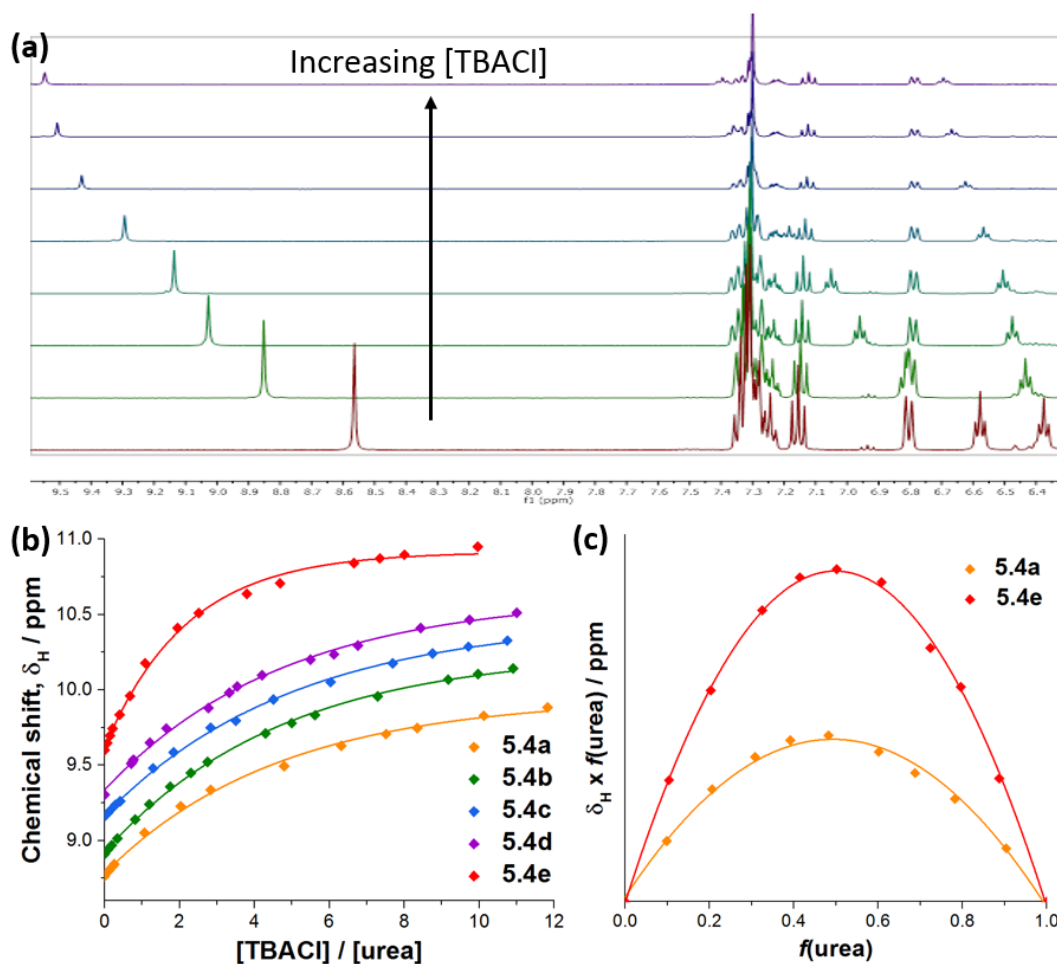 (a)
Increasing [TBACl]
9.5 9.4 9.3 9.2 9.1 9.0 8.9 8.8 8.7 8.6 8.5 8.4 8.3 8.2 8.1 8.0 7.9 7.8 7.7 7.6 7.5 7.4 7.3 7.2 7.1 7.0 6.9 6.8 6.7 6.6 6.5 6.4
f1 (ppm)
(b)
Chemical shift, δH / ppm
11.0
10.5
10.0
9.5
9.0
5.4a
5.4b
5.4c
5.4d
5.4e
0 2 4 6 8 10 12
[TBACl] / [urea]
(c)
5.4a
5.4e
δH x f(urea) / ppm
0.0 0.2 0.4 0.6 0.8 1.0
f(urea)